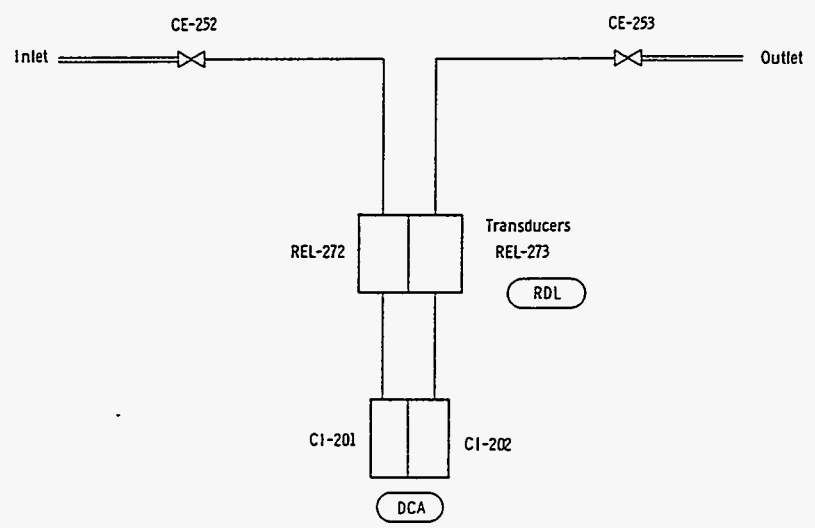 CE-252
CE-253
Inlet
Outlet
Transducers
REL-272
REL-273
RDL
CI-201
CI-202
DCA